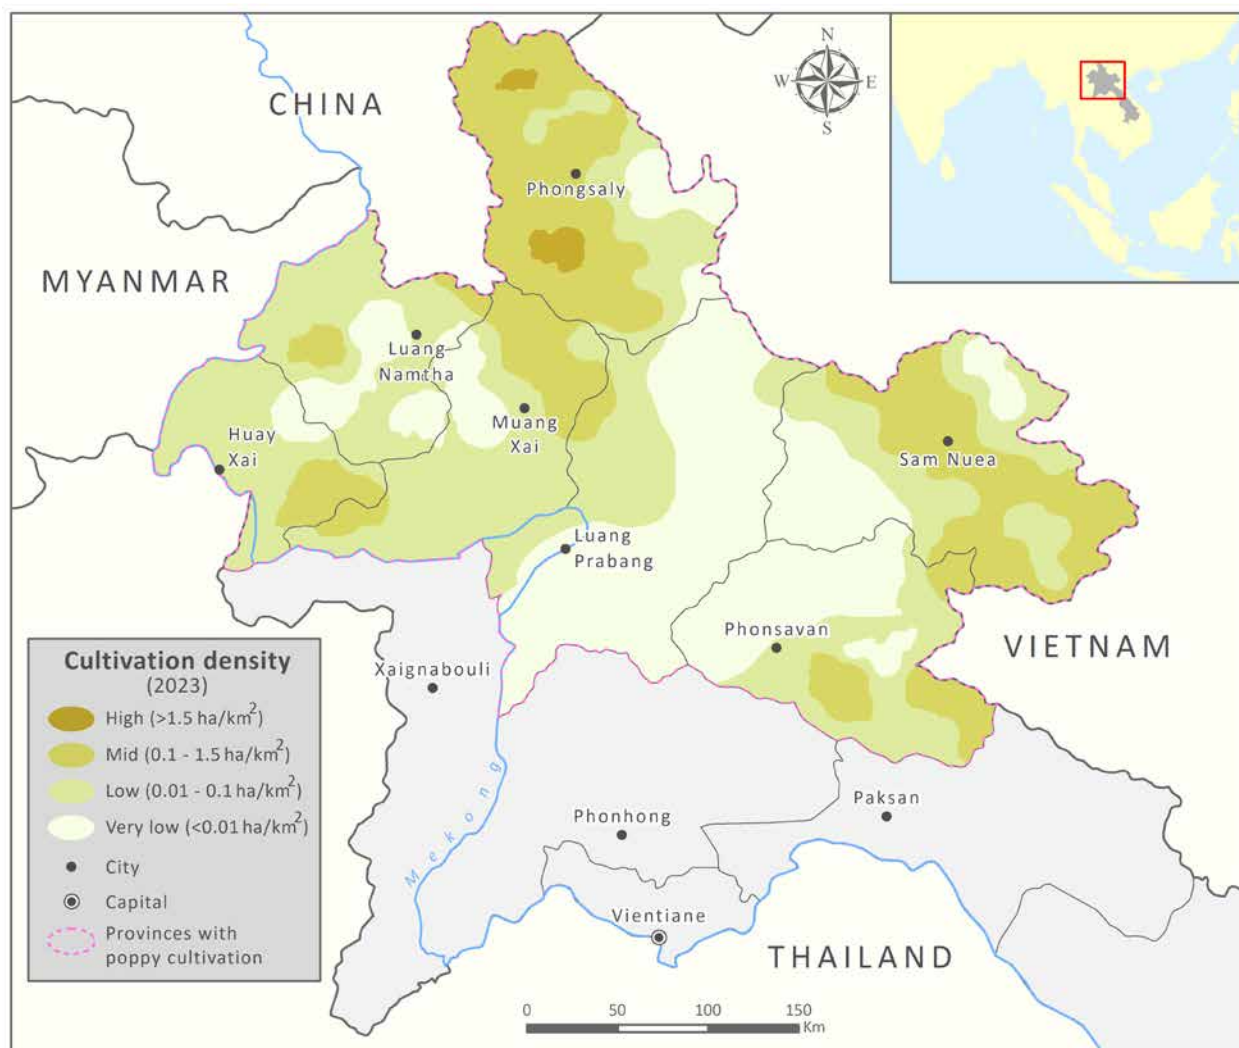 N
W
E
S
CHINA
MYANMAR
Phongsaly
Luang
Namtha
Huay
Xai
Muang
Xai
Sam Nuea
Luang
Prabang
Phonsavan
VIETNAM
Xaignabouli
Cultivation density
(2023)
High (>1.5 ha/km²)
Mid (0.1 - 1.5 ha/km²)
Low (0.01 - 0.1 ha/km²)
Very low (<0.01 ha/km²)
City
Capital
Provinces with
poppy cultivation
Mekong
Phonhong
Paksan
Vientiane
THAILAND
0 50 100 150
Km